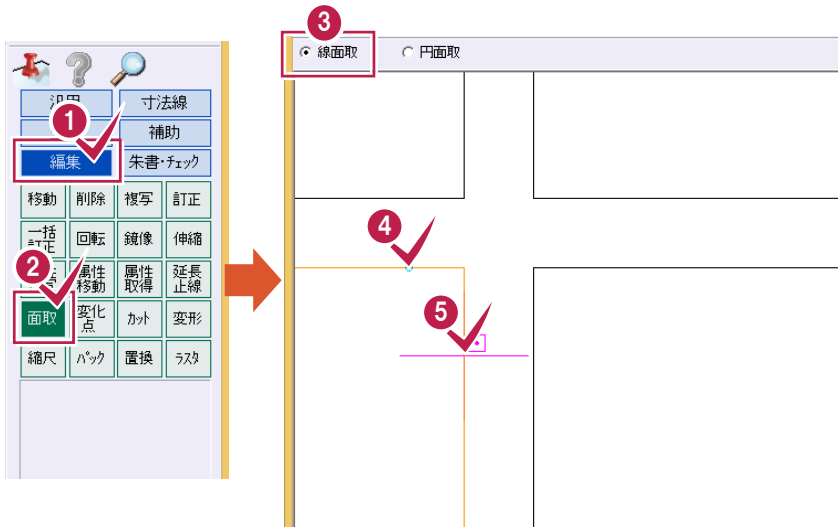 3
線面取 円面取
1
寸法線
補助
編集 朱書・チェック
移動 削除 複写 訂正
一括
訂正 回転 鏡像 伸縮
2
属性
移動 属性
取得 延長
止線
面取 変化
点 カット 変形
縮尺 パック 置換 ラスタ
4
5